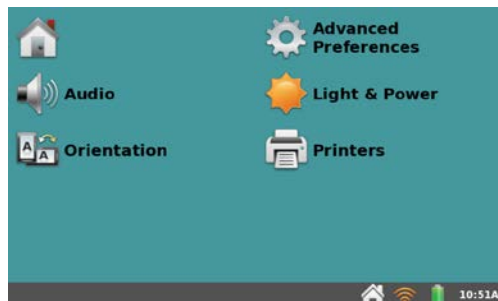 Advanced
Preferences
Audio
Light & Power
A A Orientation
Printers
10:51A